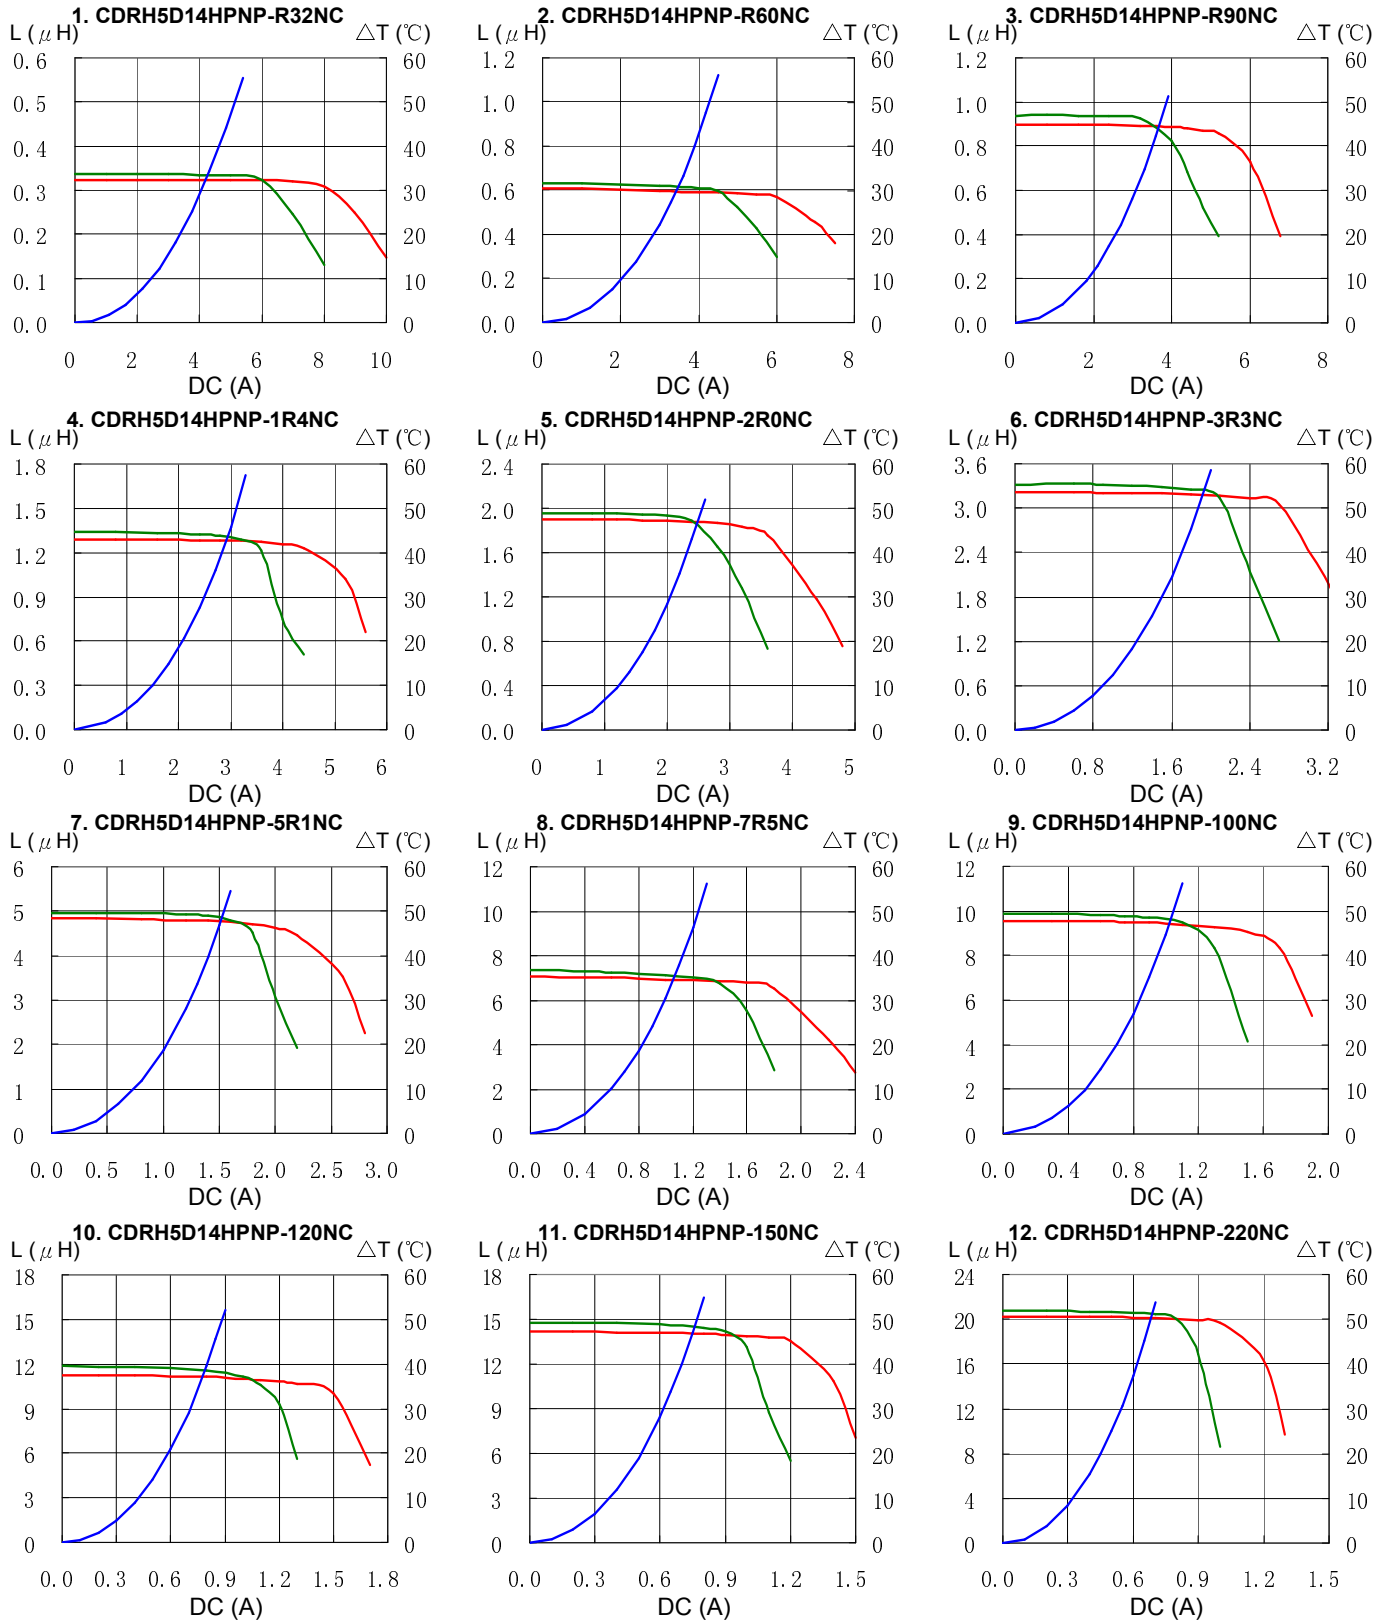 1. CDRH5D14HPNP-R32NC
L (μH) △T (℃)
0.6 60
0.5 50
0.4 40
0.3 30
0.2 20
0.1 10
0.0 0
0 2 4 6 8 10
DC (A)
2. CDRH5D14HPNP-R60NC
L (μH) △T (℃)
1.2 60
1.0 50
0.8 40
0.6 30
0.4 20
0.2 10
0.0 0
0 2 4 6 8
DC (A)
3. CDRH5D14HPNP-R90NC
L (μH) △T (℃)
1.2 60
1.0 50
0.8 40
0.6 30
0.4 20
0.2 10
0.0 0
0 2 4 6 8
DC (A)
4. CDRH5D14HPNP-1R4NC
L (μH) △T (℃)
1.8 60
1.5 50
1.2 40
0.9 30
0.6 20
0.3 10
0.0 0
0 1 2 3 4 5 6
DC (A)
5. CDRH5D14HPNP-2R0NC
L (μH) △T (℃)
2.4 60
2.0 50
1.6 40
1.2 30
0.8 20
0.4 10
0.0 0
0 1 2 3 4 5
DC (A)
6. CDRH5D14HPNP-3R3NC
L (μH) △T (℃)
3.6 60
3.0 50
2.4 40
1.8 30
1.2 20
0.6 10
0.0 0
0.0 0.8 1.6 2.4 3.2
DC (A)
7. CDRH5D14HPNP-5R1NC
L (μH) △T (℃)
6 60
5 50
4 40
3 30
2 20
1 10
0 0
0.0 0.5 1.0 1.5 2.0 2.5 3.0
DC (A)
8. CDRH5D14HPNP-7R5NC
L (μH) △T (℃)
12 60
10 50
8 40
6 30
4 20
2 10
0 0
0.0 0.4 0.8 1.2 1.6 2.0 2.4
DC (A)
9. CDRH5D14HPNP-100NC
L (μH) △T (℃)
12 60
10 50
8 40
6 30
4 20
2 10
0 0
0.0 0.4 0.8 1.2 1.6 2.0
DC (A)
10. CDRH5D14HPNP-120NC
L (μH) △T (℃)
18 60
15 50
12 40
9 30
6 20
3 10
0 0
0.0 0.3 0.6 0.9 1.2 1.5 1.8
DC (A)
11. CDRH5D14HPNP-150NC
L (μH) △T (℃)
18 60
15 50
12 40
9 30
6 20
3 10
0 0
0.0 0.3 0.6 0.9 1.2 1.5
DC (A)
12. CDRH5D14HPNP-220NC
L (μH) △T (℃)
24 60
20 50
16 40
12 30
8 20
4 10
0 0
0.0 0.3 0.6 0.9 1.2 1.5
DC (A)